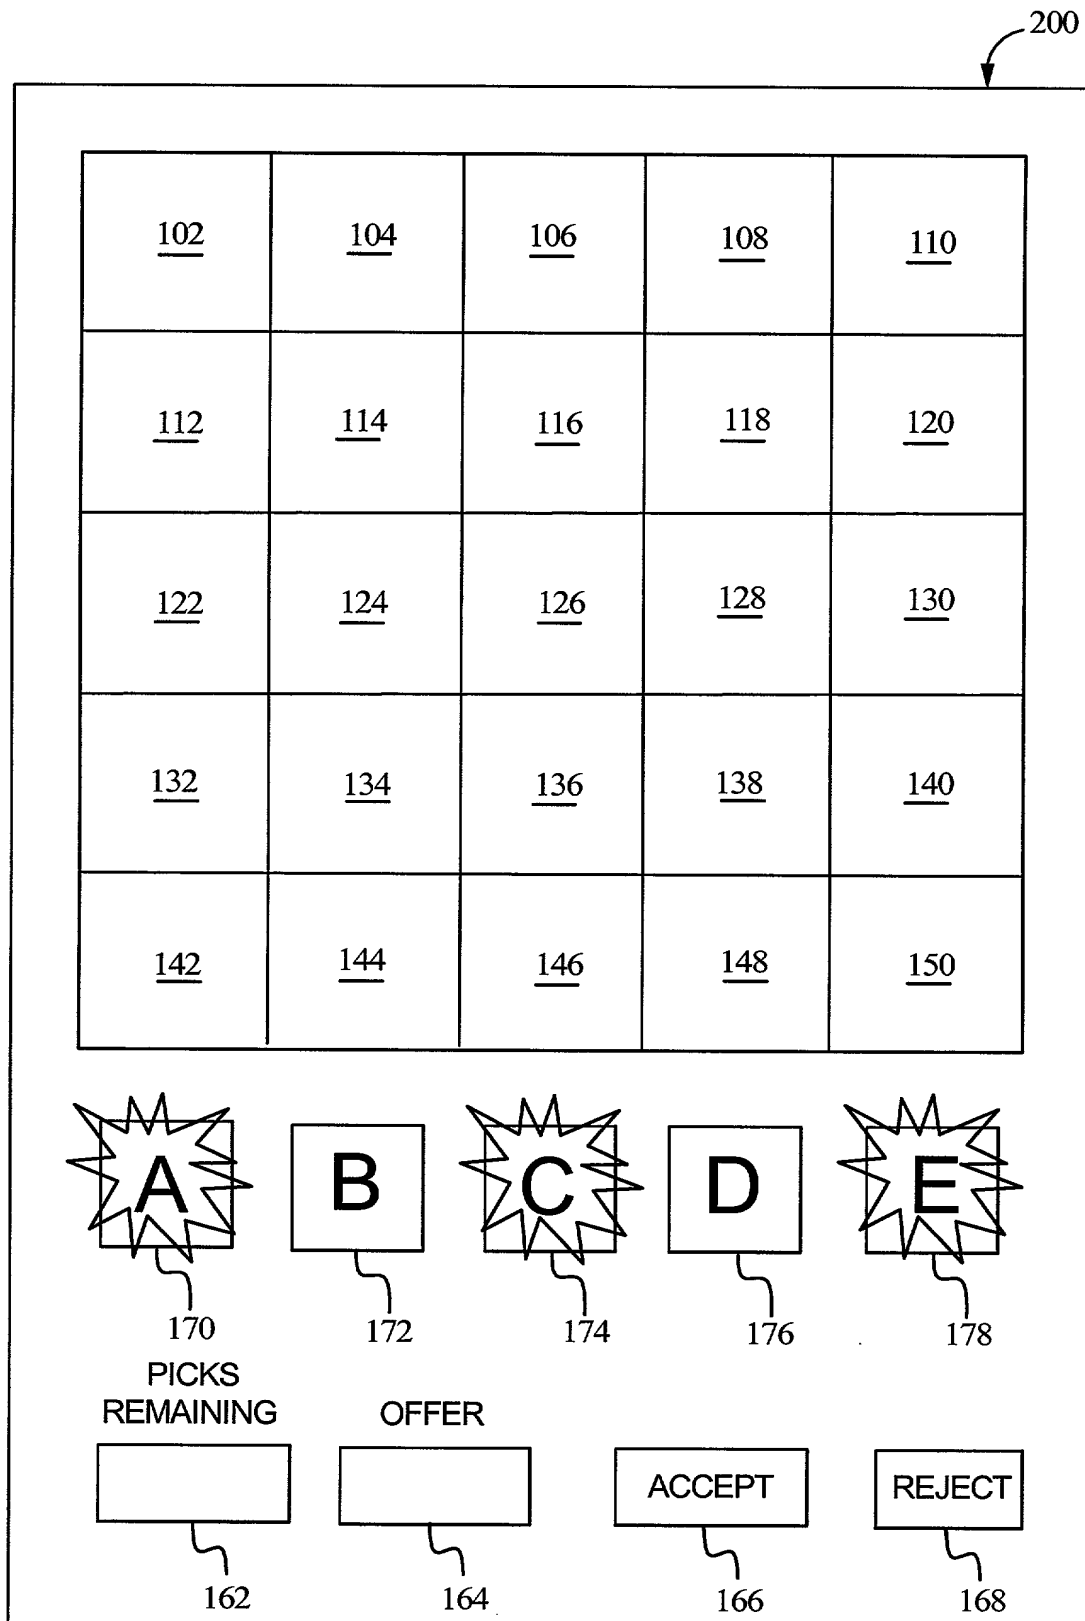 200
102 104 106 108 110
112 114 116 118 120
122 124 126 128 130
132 134 136 138 140
142 144 146 148 150
A B C D E
170 172 174 176 178
PICKS
REMAINING OFFER
ACCEPT REJECT
162 164 166 168